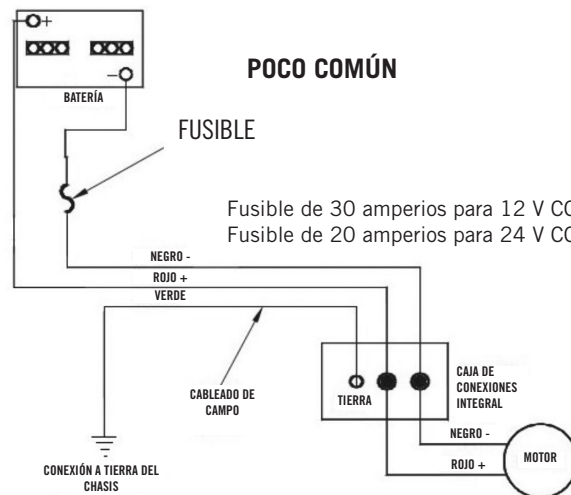 +
−
BATERÍA
POCO COMÚN
FUSIBLE
Fusible de 30 amperios para 12 V CC
Fusible de 20 amperios para 24 V CC
NEGRO -
ROJO +
VERDE
CABLEADO DE
CAMPO
TIERRA
CAJA DE
CONEXIONES
INTEGRAL
NEGRO -
ROJO +
MOTOR
CONEXIÓN A TIERRA DEL
CHASIS